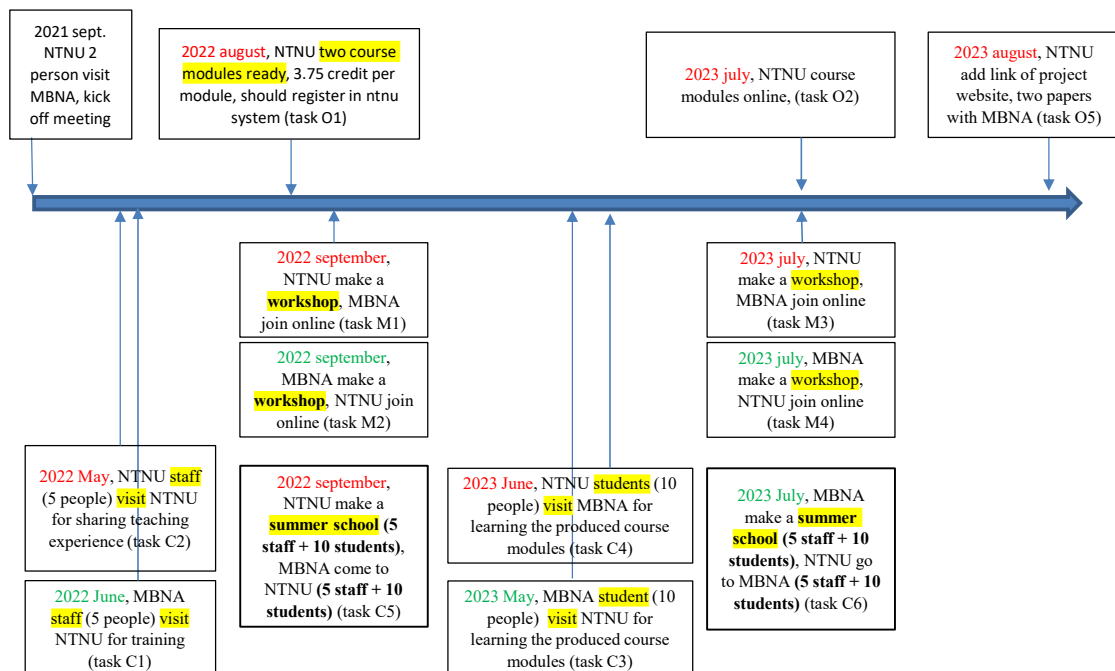 2021 sept.
NTNU 2
person visit
MBNA, kick
off meeting
2022 august, NTNU two course
modules ready, 3.75 credit per
module, should register in ntnu
system (task O1)
2023 july, NTNU course
modules online, (task O2)
2023 august, NTNU
add link of project
website, two papers
with MBNA (task O5)
2022 september,
NTNU make a
workshop, MBNA
join online (task M1)
2022 september,
MBNA make a
workshop, NTNU join
online (task M2)
2023 july, NTNU
make a workshop,
MBNA join online
(task M3)
2023 july, MBNA
make a workshop,
NTNU join online
(task M4)
2022 May, NTNU staff
(5 people) visit NTNU
for sharing teaching
experience (task C2)
2022 June, MBNA
staff (5 people) visit
NTNU for training
(task C1)
2022 september,
NTNU make a
summer school (5
staff + 10 students),
MBNA come to
NTNU (5 staff + 10
students) (task C5)
2023 June, NTNU students (10
people) visit MBNA for
learning the produced course
modules (task C4)
2023 May, MBNA student (10
people) visit NTNU for
learning the produced course
modules (task C3)
2023 July, MBNA
make a summer
school (5 staff + 10
students), NTNU go
to MBNA (5 staff + 10
students) (task C6)